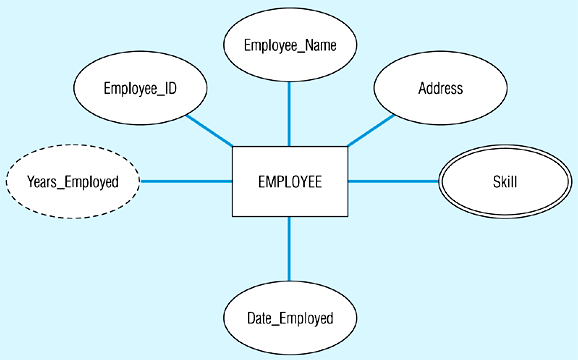 Employee_Name
Employee_ID
Address
Years_Employed
EMPLOYEE
Skill
Date_Employed